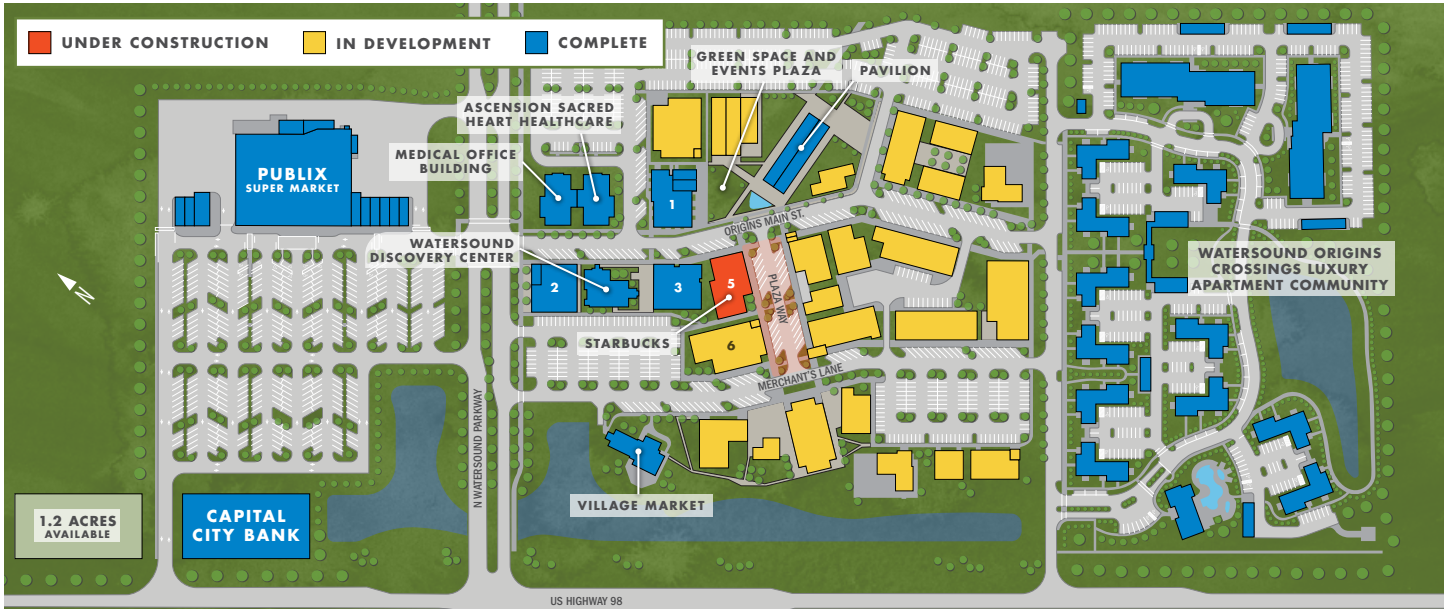 UNDER CONSTRUCTION
IN DEVELOPMENT
COMPLETE
GREEN SPACE AND
EVENTS PLAZA
PAVILION
ASCENSION SACRED
HEART HEALTHCARE
MEDICAL OFFICE
BUILDING
PUBLIX
SUPER MARKET
1
ORIGINS MAIN ST.
WATERSOUND
DISCOVERY CENTER
WATERSOUND ORIGINS
CROSSINGS LUXURY
APARTMENT COMMUNITY
N
2
3
5
PLAZA WAY
STARBUCKS
6
MERCHANT'S LANE
N WATERSOUND PARKWAY
VILLAGE MARKET
1.2 ACRES
AVAILABLE
CAPITAL
CITY BANK
US HIGHWAY 98